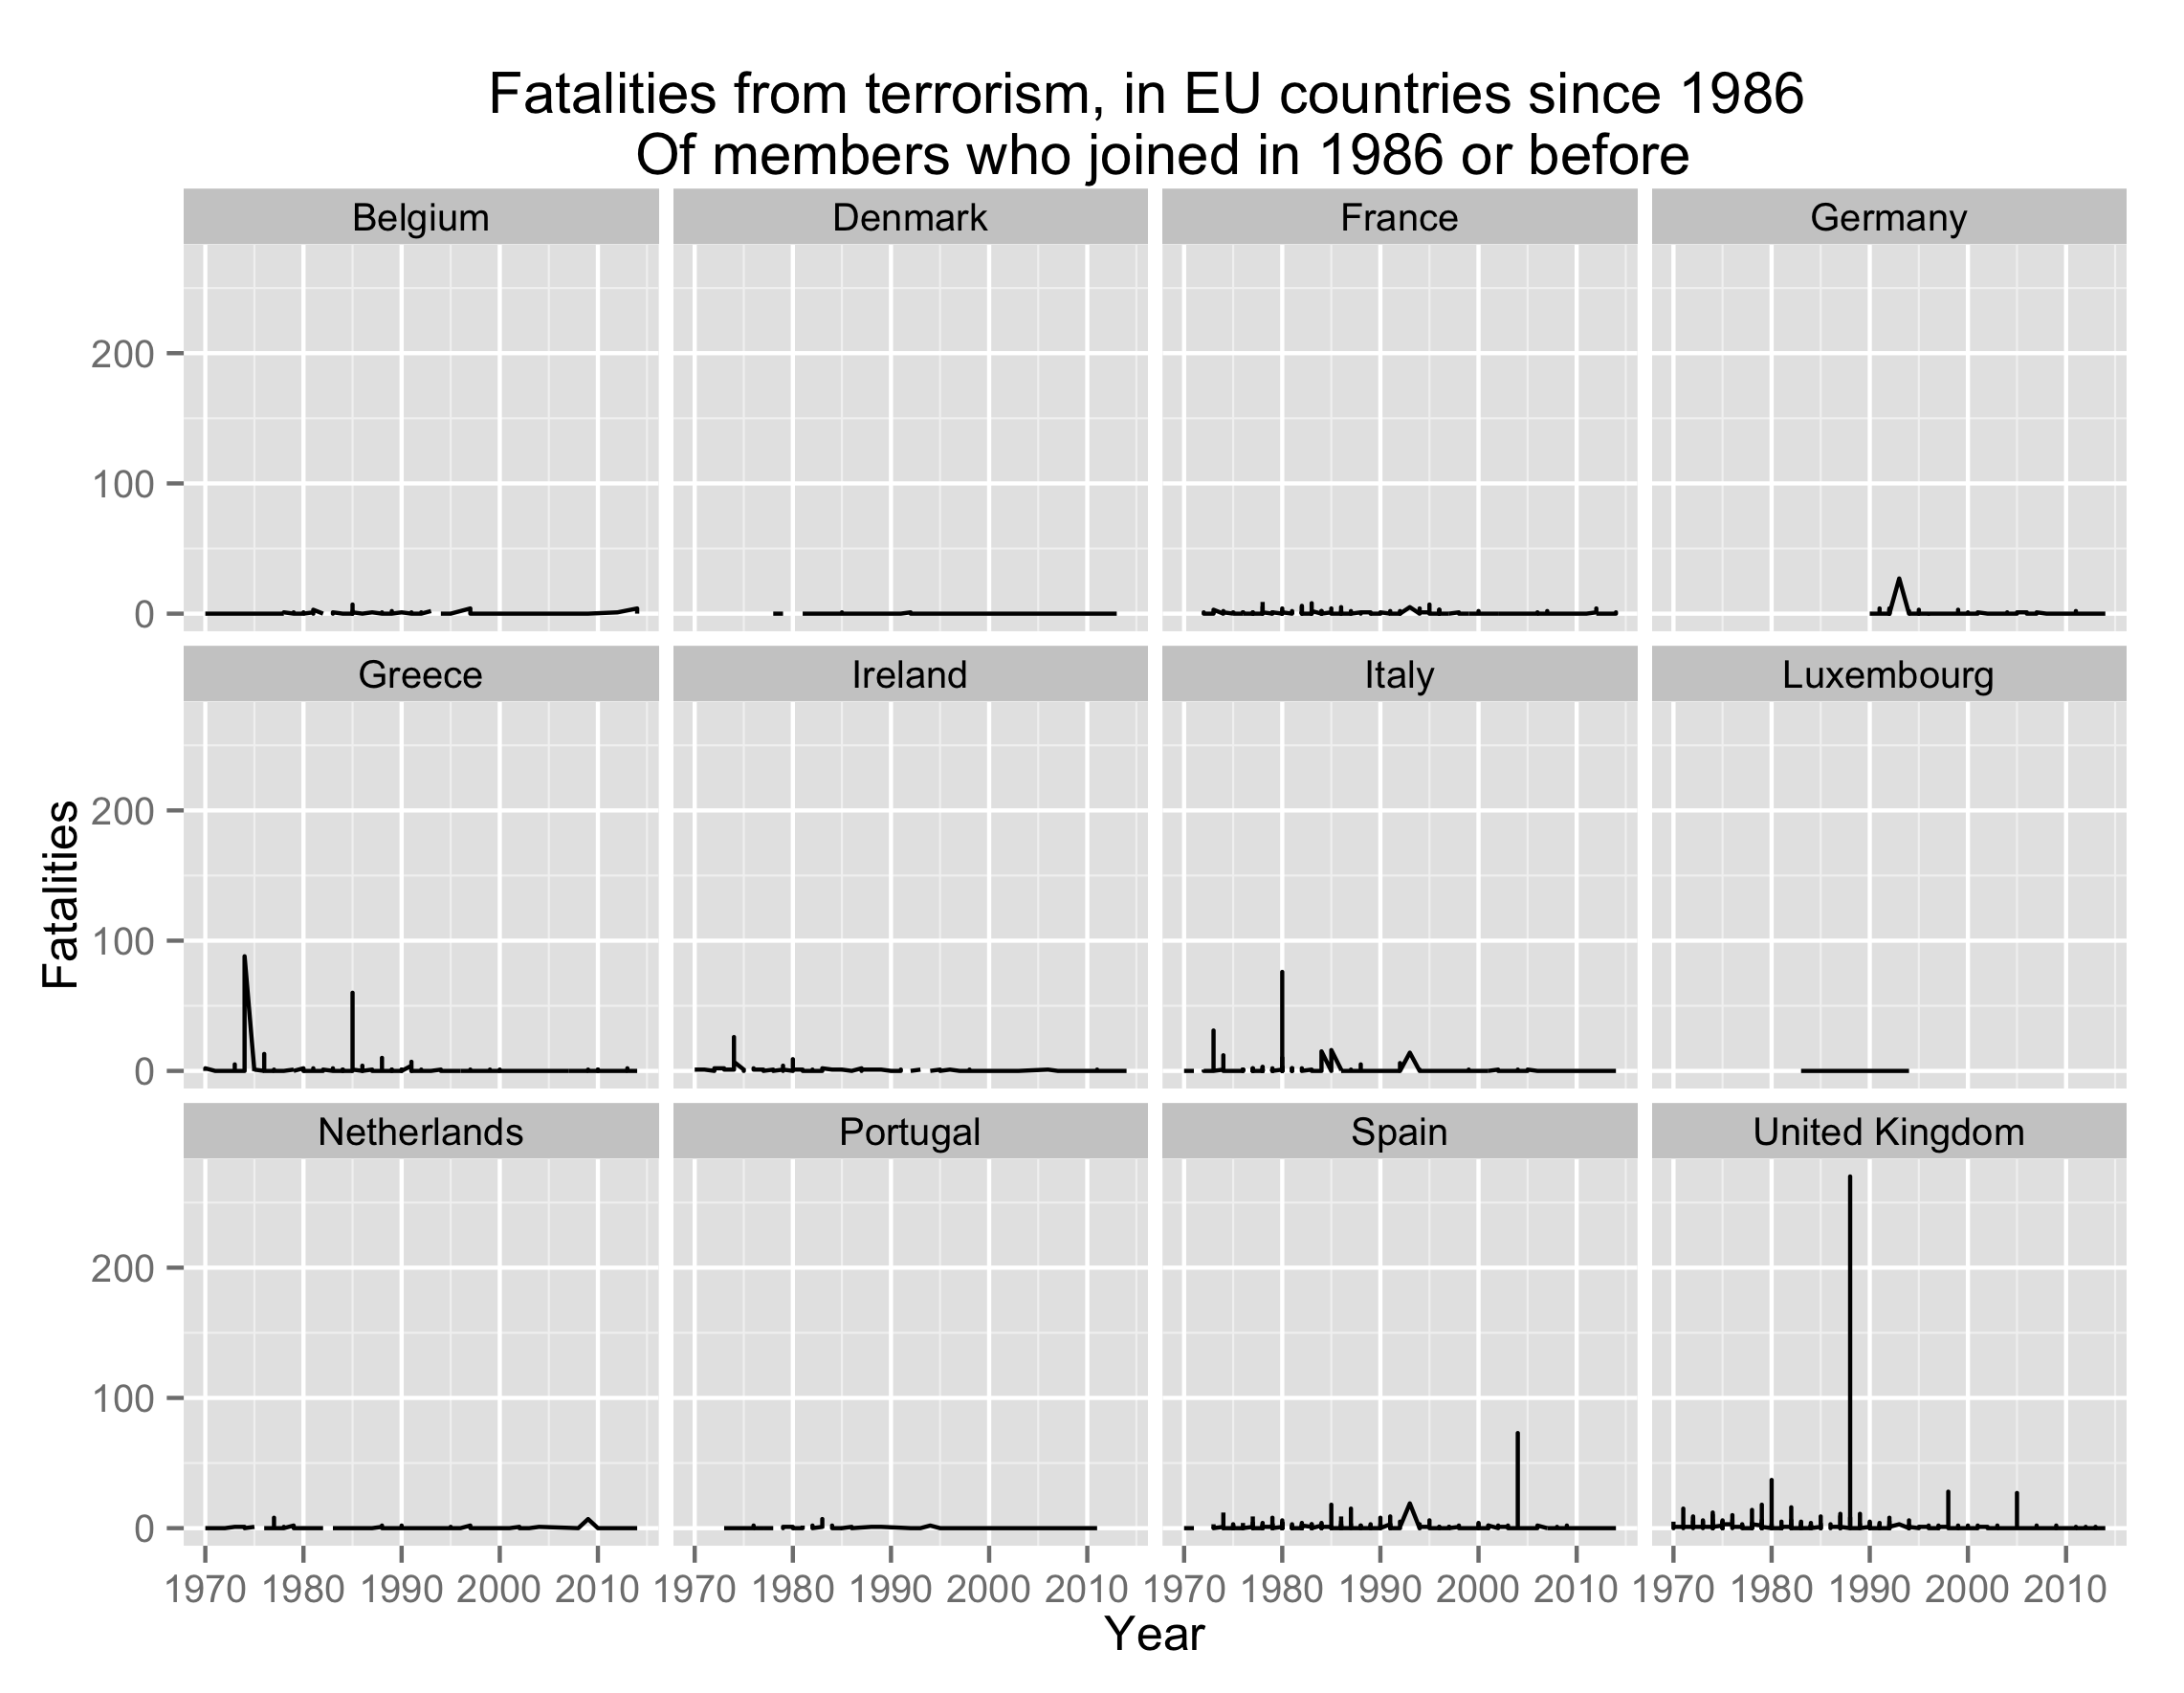 Fatalities from terrorism, in EU countries since 1986
Of members who joined in 1986 or before
Belgium Denmark France Germany
200
100
0
Greece Ireland Italy Luxembourg
200
100
0
Fatalities
Netherlands Portugal Spain United Kingdom
200
100
0
1970 1980 1990 2000 2010 1970 1980 1990 2000 2010 1970 1980 1990 2000 2010 1970 1980 1990 2000 2010
Year